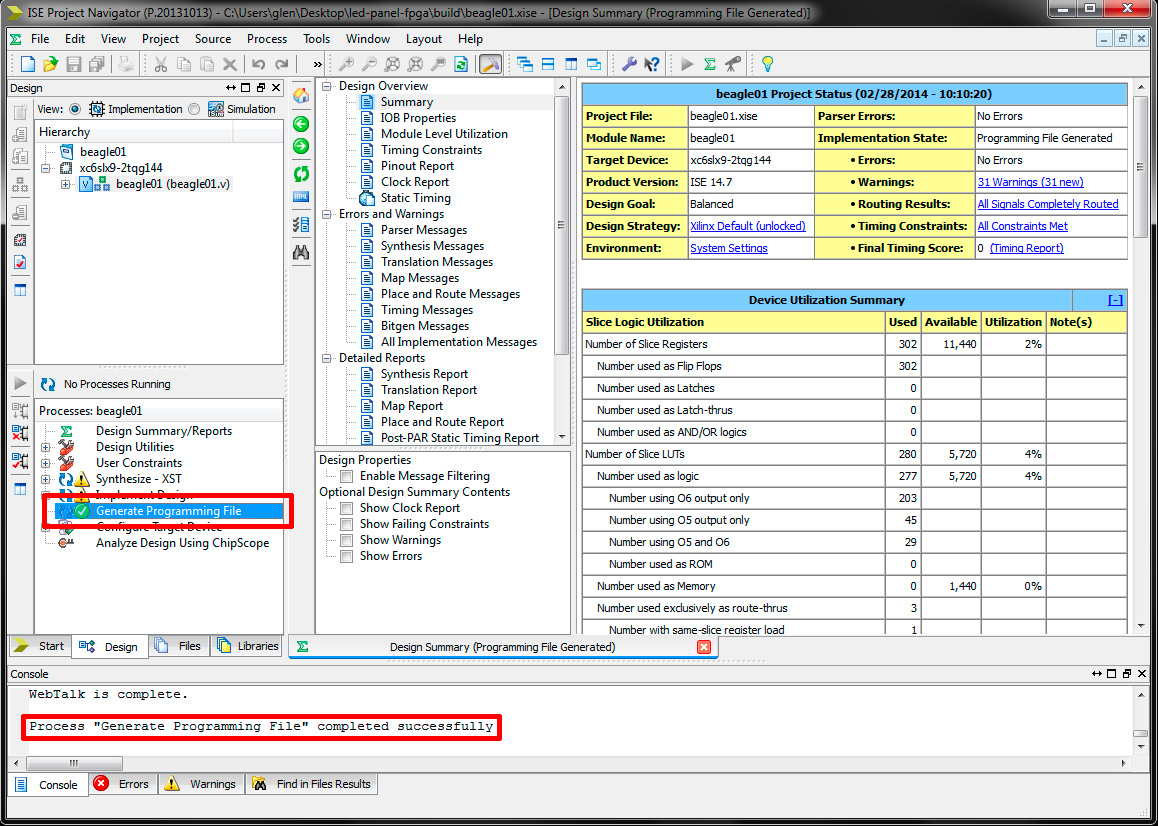 ISE Project Navigator (P.20131013) - C:\Users\glen\Desktop\led-panel-fpga\build\beagle01.xise - [Design Summary (Programming File Generated)]
File Edit View Project Source Process Tools Window Layout Help
»
Design
View: Implementation Simulation
Hierarchy
beagle01
xc6slx9-2tqg144
beagle01 (beagle01.v)
No Processes Running
Processes: beagle01
Design Summary/Reports
Design Utilities
User Constraints
Synthesize - XST
Implement Design
Generate Programming File
Configure Target Device
Analyze Design Using ChipScope
Start Design Files Libraries
Design Overview
Summary
IOB Properties
Module Level Utilization
Timing Constraints
Pinout Report
Clock Report
Static Timing
Errors and Warnings
Parser Messages
Synthesis Messages
Translation Messages
Map Messages
Place and Route Messages
Timing Messages
Bitgen Messages
All Implementation Messages
Detailed Reports
Synthesis Report
Translation Report
Map Report
Place and Route Report
Post-PAR Static Timing Report
Design Properties
Enable Message Filtering
Optional Design Summary Contents
Show Clock Report
Show Failing Constraints
Show Warnings
Show Errors
beagle01 Project Status (02/28/2014 - 10:10:20)
Project File: beagle01.xise Parser Errors: No Errors
Module Name: beagle01 Implementation State: Programming File Generated
Target Device: xc6slx9-2tqg144 • Errors: No Errors
Product Version: ISE 14.7 • Warnings: 31 Warnings (31 new)
Design Goal: Balanced • Routing Results: All Signals Completely Routed
Design Strategy: Xilinx Default (unlocked) • Timing Constraints: All Constraints Met
Environment: System Settings • Final Timing Score: 0 (Timing Report)
Device Utilization Summary [-]
Slice Logic Utilization Used Available Utilization Note(s)
Number of Slice Registers 302 11,440 2%
Number used as Flip Flops 302
Number used as Latches 0
Number used as Latch-thrus 0
Number used as AND/OR logics 0
Number of Slice LUTs 280 5,720 4%
Number used as logic 277 5,720 4%
Number using O6 output only 203
Number using O5 output only 45
Number using O5 and O6 29
Number used as ROM 0
Number used as Memory 0 1,440 0%
Number used exclusively as route-thrus 3
Number with same-slice register load 1
Design Summary (Programming File Generated)
Console
WebTalk is complete.
Process "Generate Programming File" completed successfully
Console Errors Warnings Find in Files Results